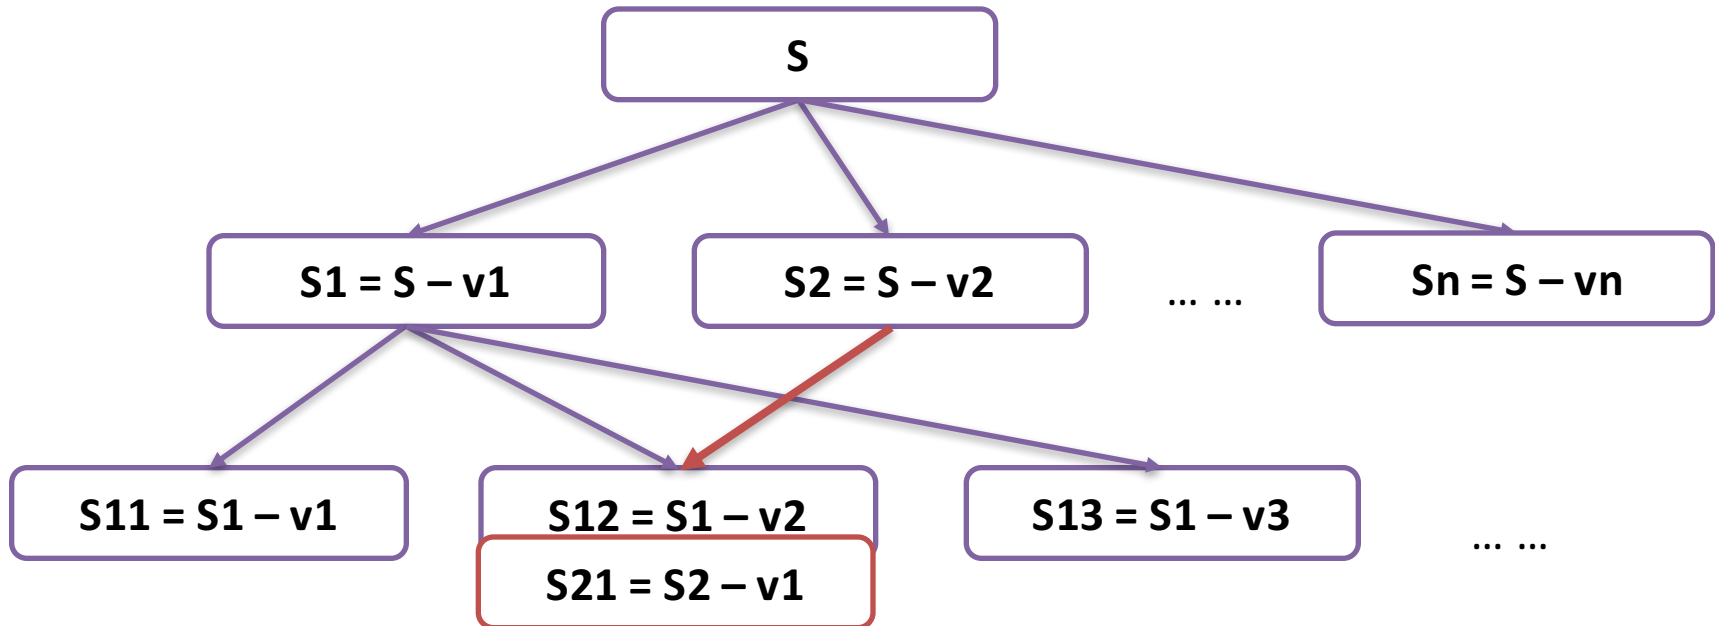 S
S1 = S – v1
S2 = S – v2
... ...
Sn = S – vn
S11 = S1 – v1
S12 = S1 – v2
S13 = S1 – v3
... ...
S21 = S2 – v1